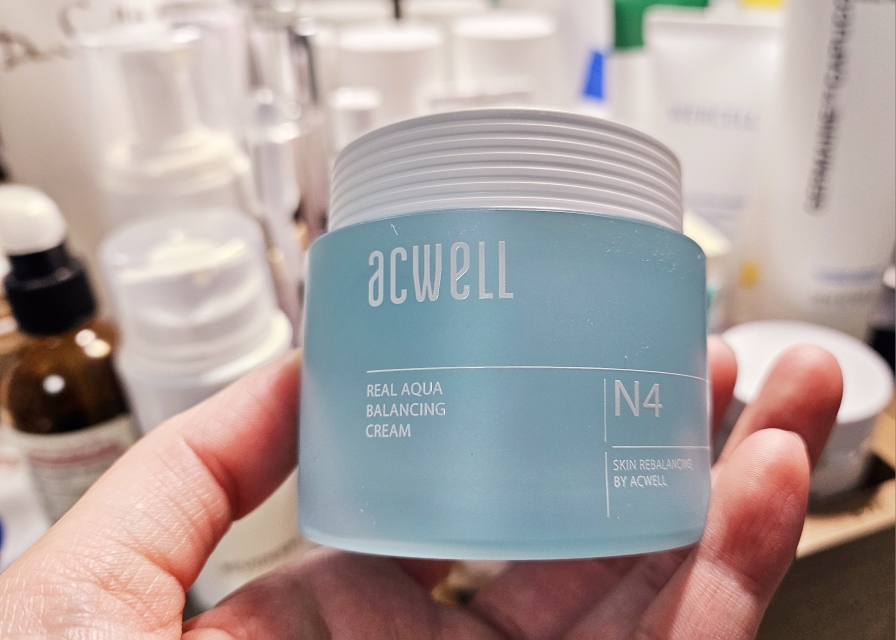 acwell
REAL AQUA
BALANCING
CREAM
N4
SKIN REBALANCING
BY ACWELL